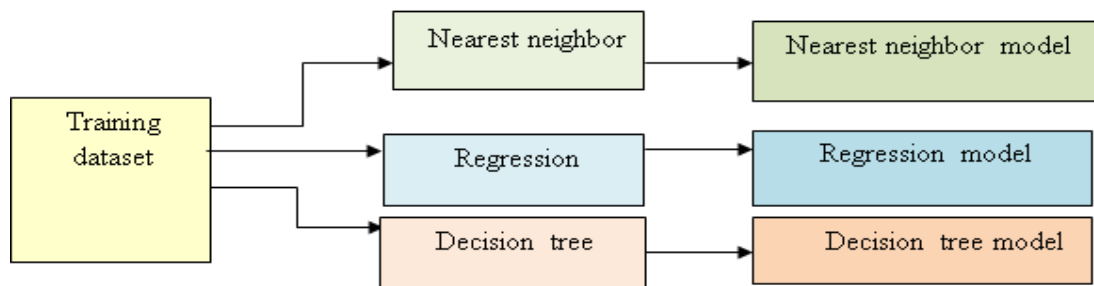 Training
dataset
Nearest neighbor
Nearest neighbor model
Regression
Regression model
Decision tree
Decision tree model